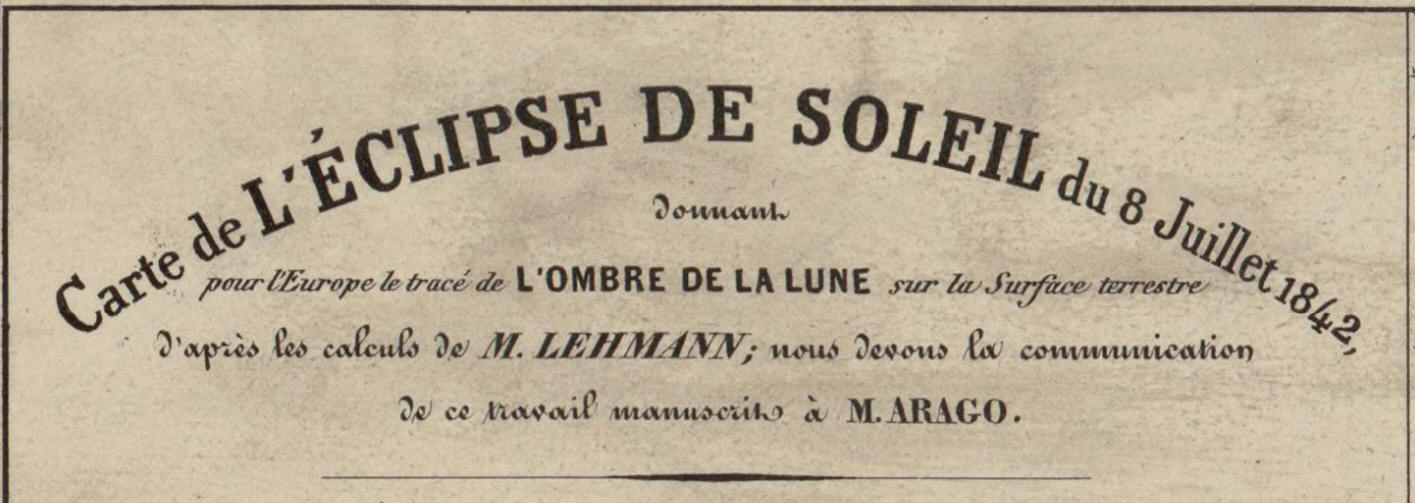 Carte de L'ÉCLIPSE DE SOLEIL du 8 Juillet 1842,
donnant
pour l'Europe le tracé de L'OMBRE DE LA LUNE sur la Surface terrestre
d'après les calculs de M. LEHMANN; nous devons la communication
de ce travail manuscrit à M. ARAGO.